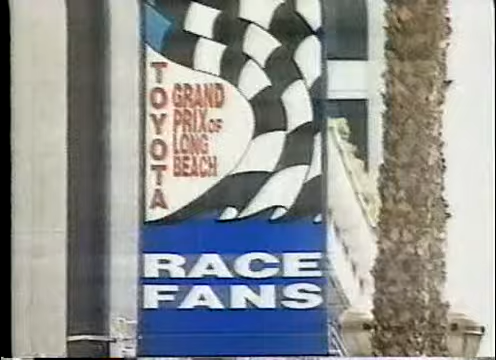 TOYOTA
GRAND
PRIX OF
LONG
BEACH
RACE
FANS